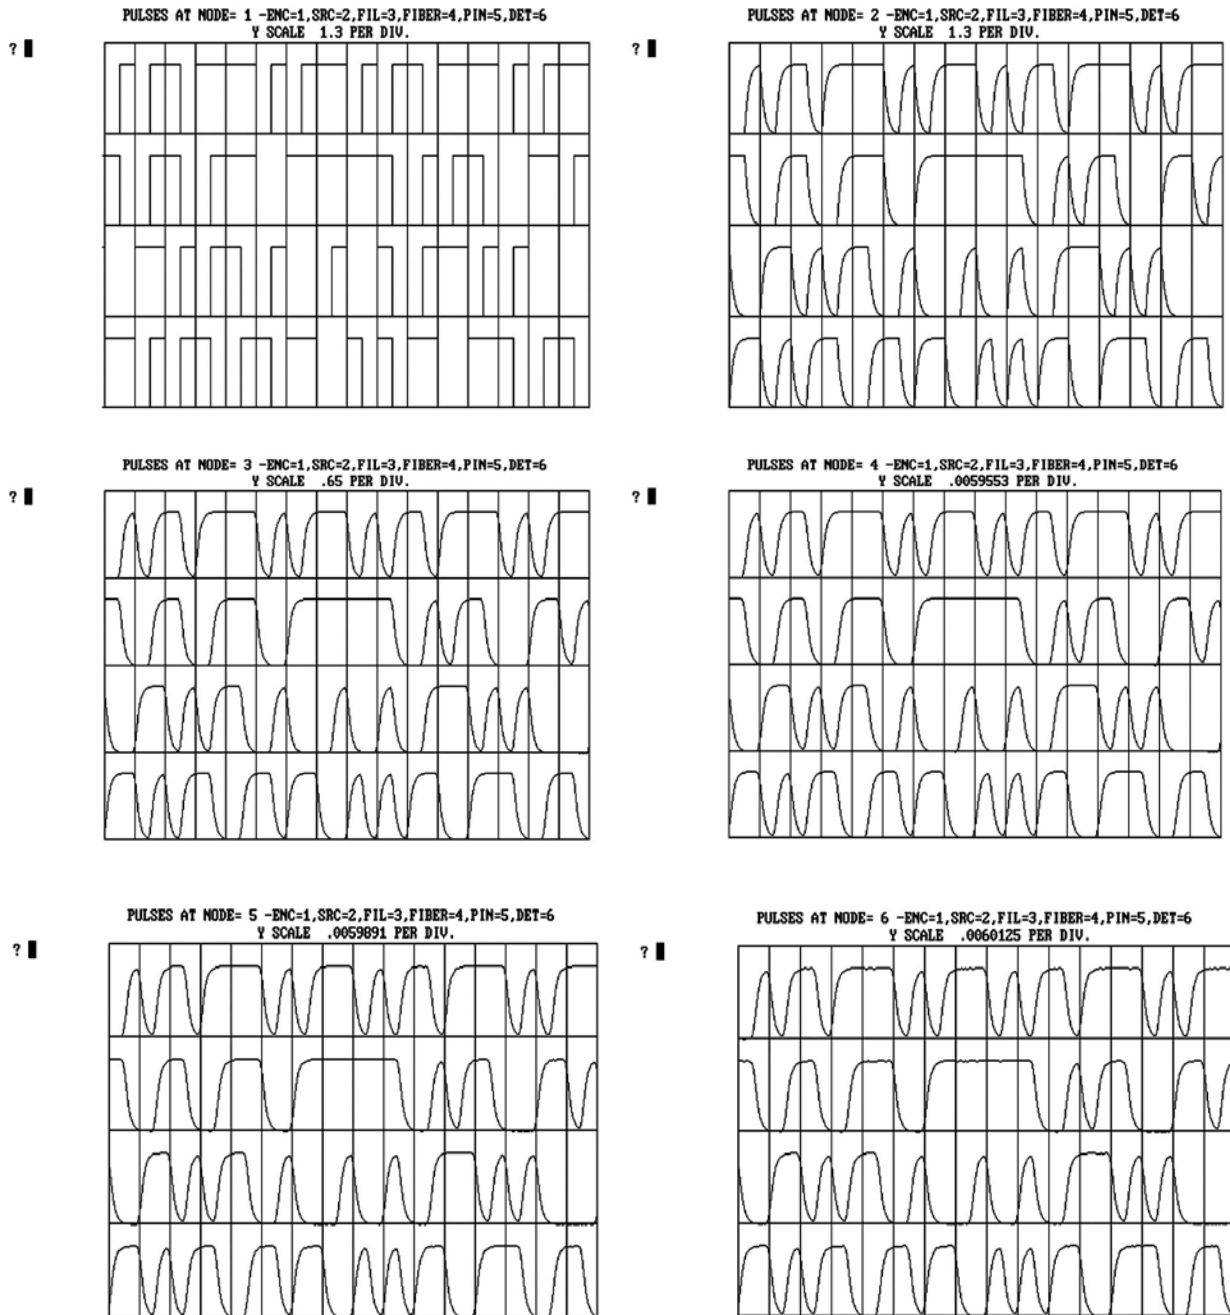 PULSES AT NODE= 1 -ENC=1,SRC=2,FIL=3,FIBER=4,PIN=5,DET=6
Y SCALE 1.3 PER DIV.
?
PULSES AT NODE= 2 -ENC=1,SRC=2,FIL=3,FIBER=4,PIN=5,DET=6
Y SCALE 1.3 PER DIV.
?
PULSES AT NODE= 3 -ENC=1,SRC=2,FIL=3,FIBER=4,PIN=5,DET=6
Y SCALE .65 PER DIV.
?
PULSES AT NODE= 4 -ENC=1,SRC=2,FIL=3,FIBER=4,PIN=5,DET=6
Y SCALE .0059553 PER DIV.
?
PULSES AT NODE= 5 -ENC=1,SRC=2,FIL=3,FIBER=4,PIN=5,DET=6
Y SCALE .0059891 PER DIV.
?
PULSES AT NODE= 6 -ENC=1,SRC=2,FIL=3,FIBER=4,PIN=5,DET=6
Y SCALE .0060125 PER DIV.
?